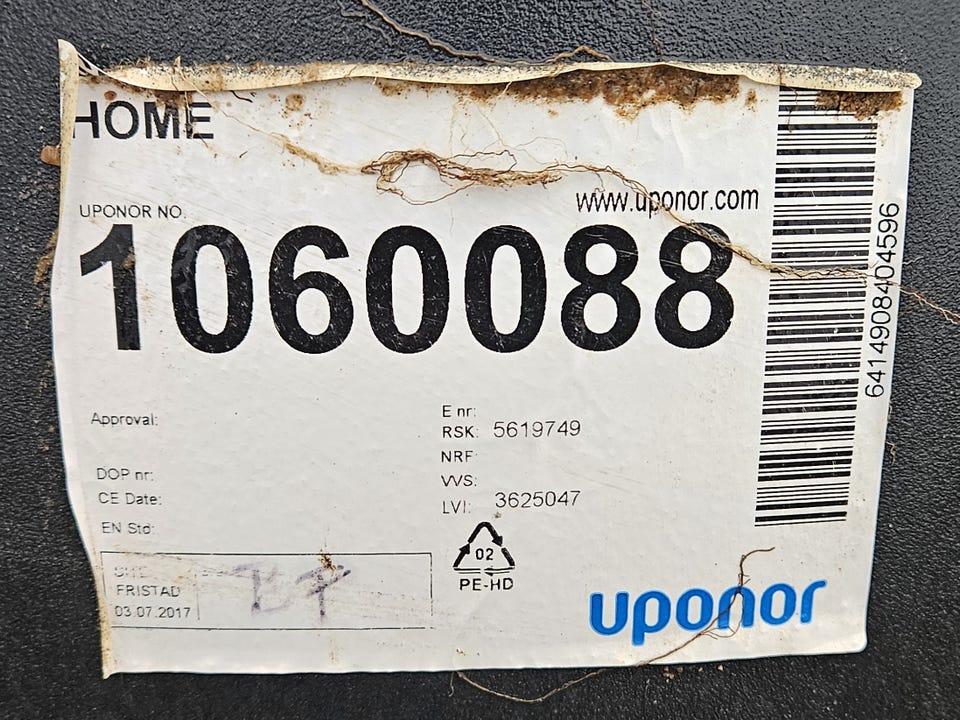 HOME
www.uponor.com
UPONOR NO.
1060088
6414908404596
Approval:
E nr:
RSK: 5619749
NRF:
DOP nr:
VVS:
CE Date:
LVI: 3625047
EN Std:
02
PE-HD
SITE
FRISTAD
03.07.2017
uponor